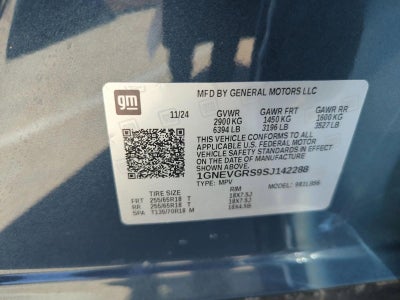 gm
MFD BY GENERAL MOTORS LLC
11/24 GVWR GAWR FRT GAWR RR
2900 KG 1450 KG 1600 KG
6394 LB 3196 LB 3527 LB
THIS VEHICLE CONFORMS TO ALL
APPLICABLE U.S. FEDERAL MOTOR
VEHICLE SAFETY STANDARDS IN
EFFECT ON THE DATE OF MANUFACTURE
SHOWN ABOVE.
1GNEVGRS9SJ142288
TYPE: MPV MODEL:
TIRE SIZE RIM
FRT 255/65R18 T 18X7.5J
RR 255/65R18 T 18X7.5J
SPA T135/70R18 M 18X4.5B